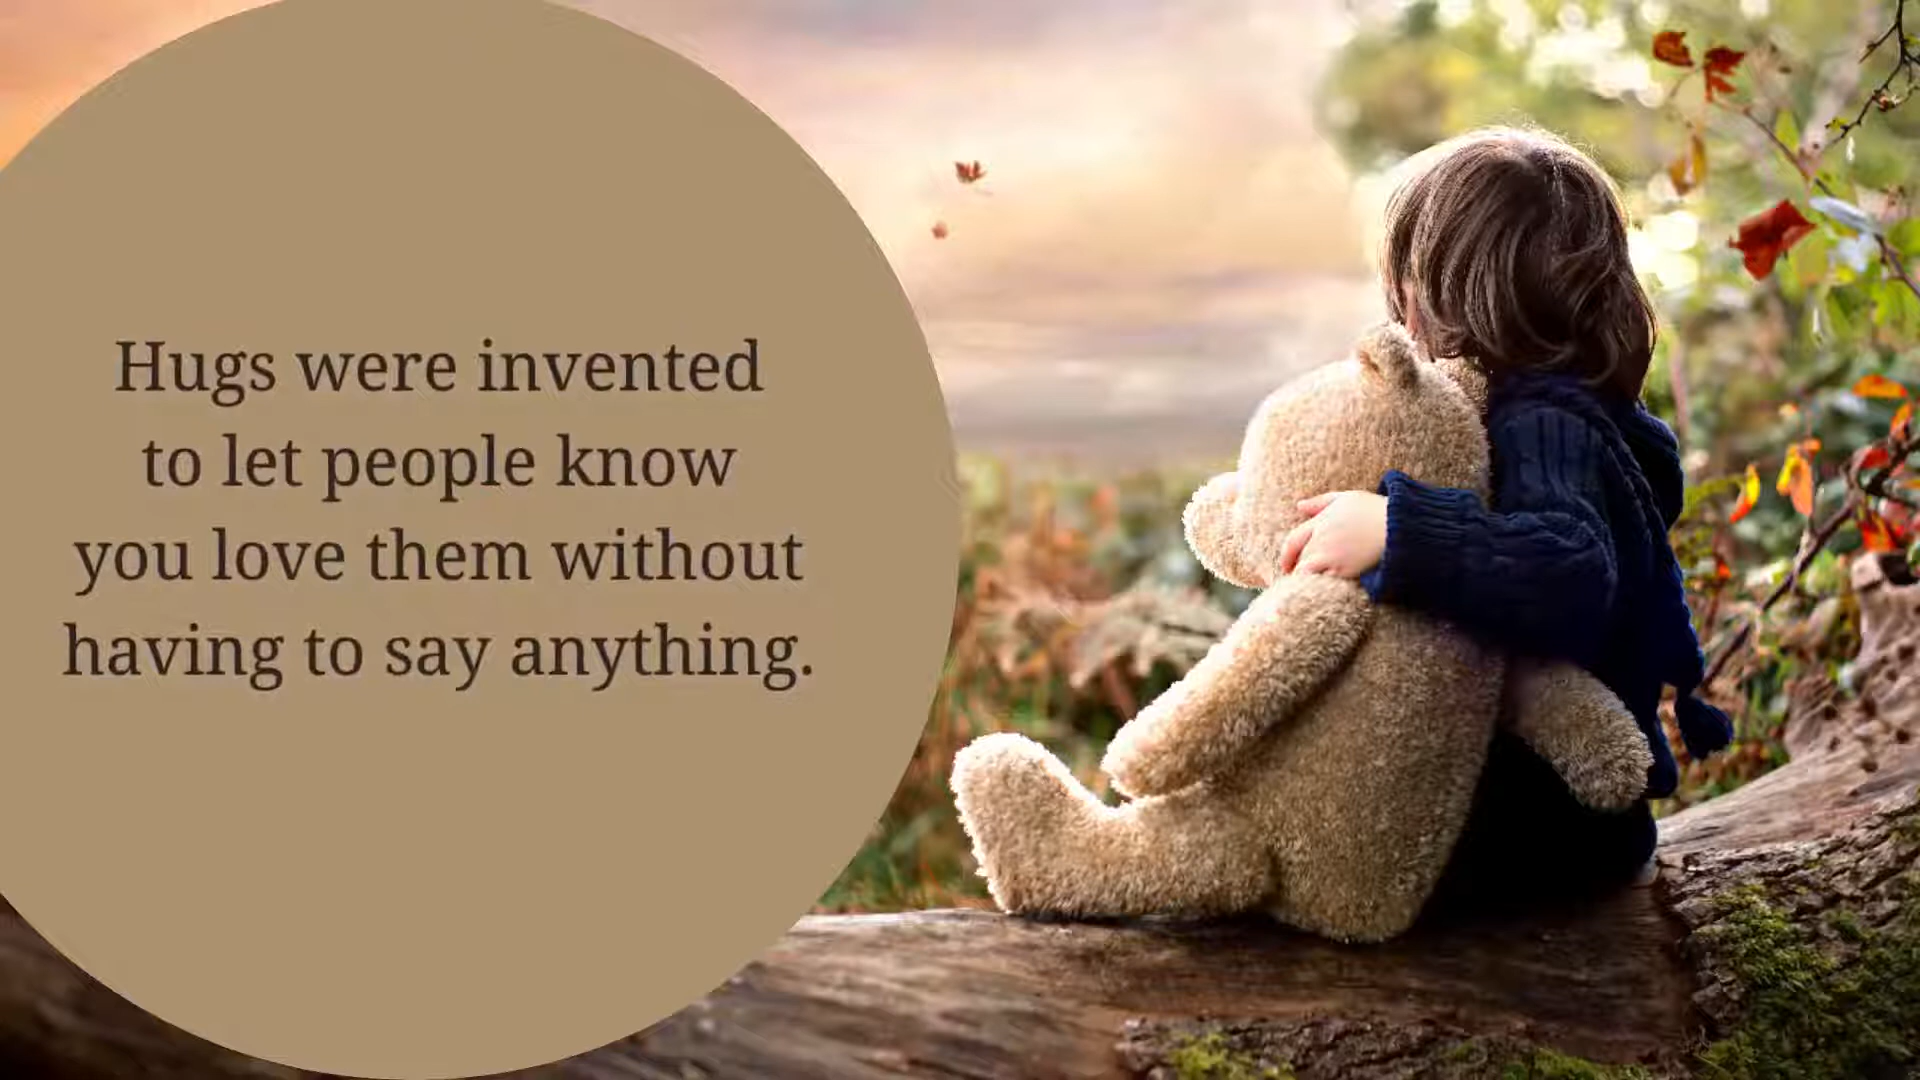 Hugs were invented
to let people know
you love them without
having to say anything.